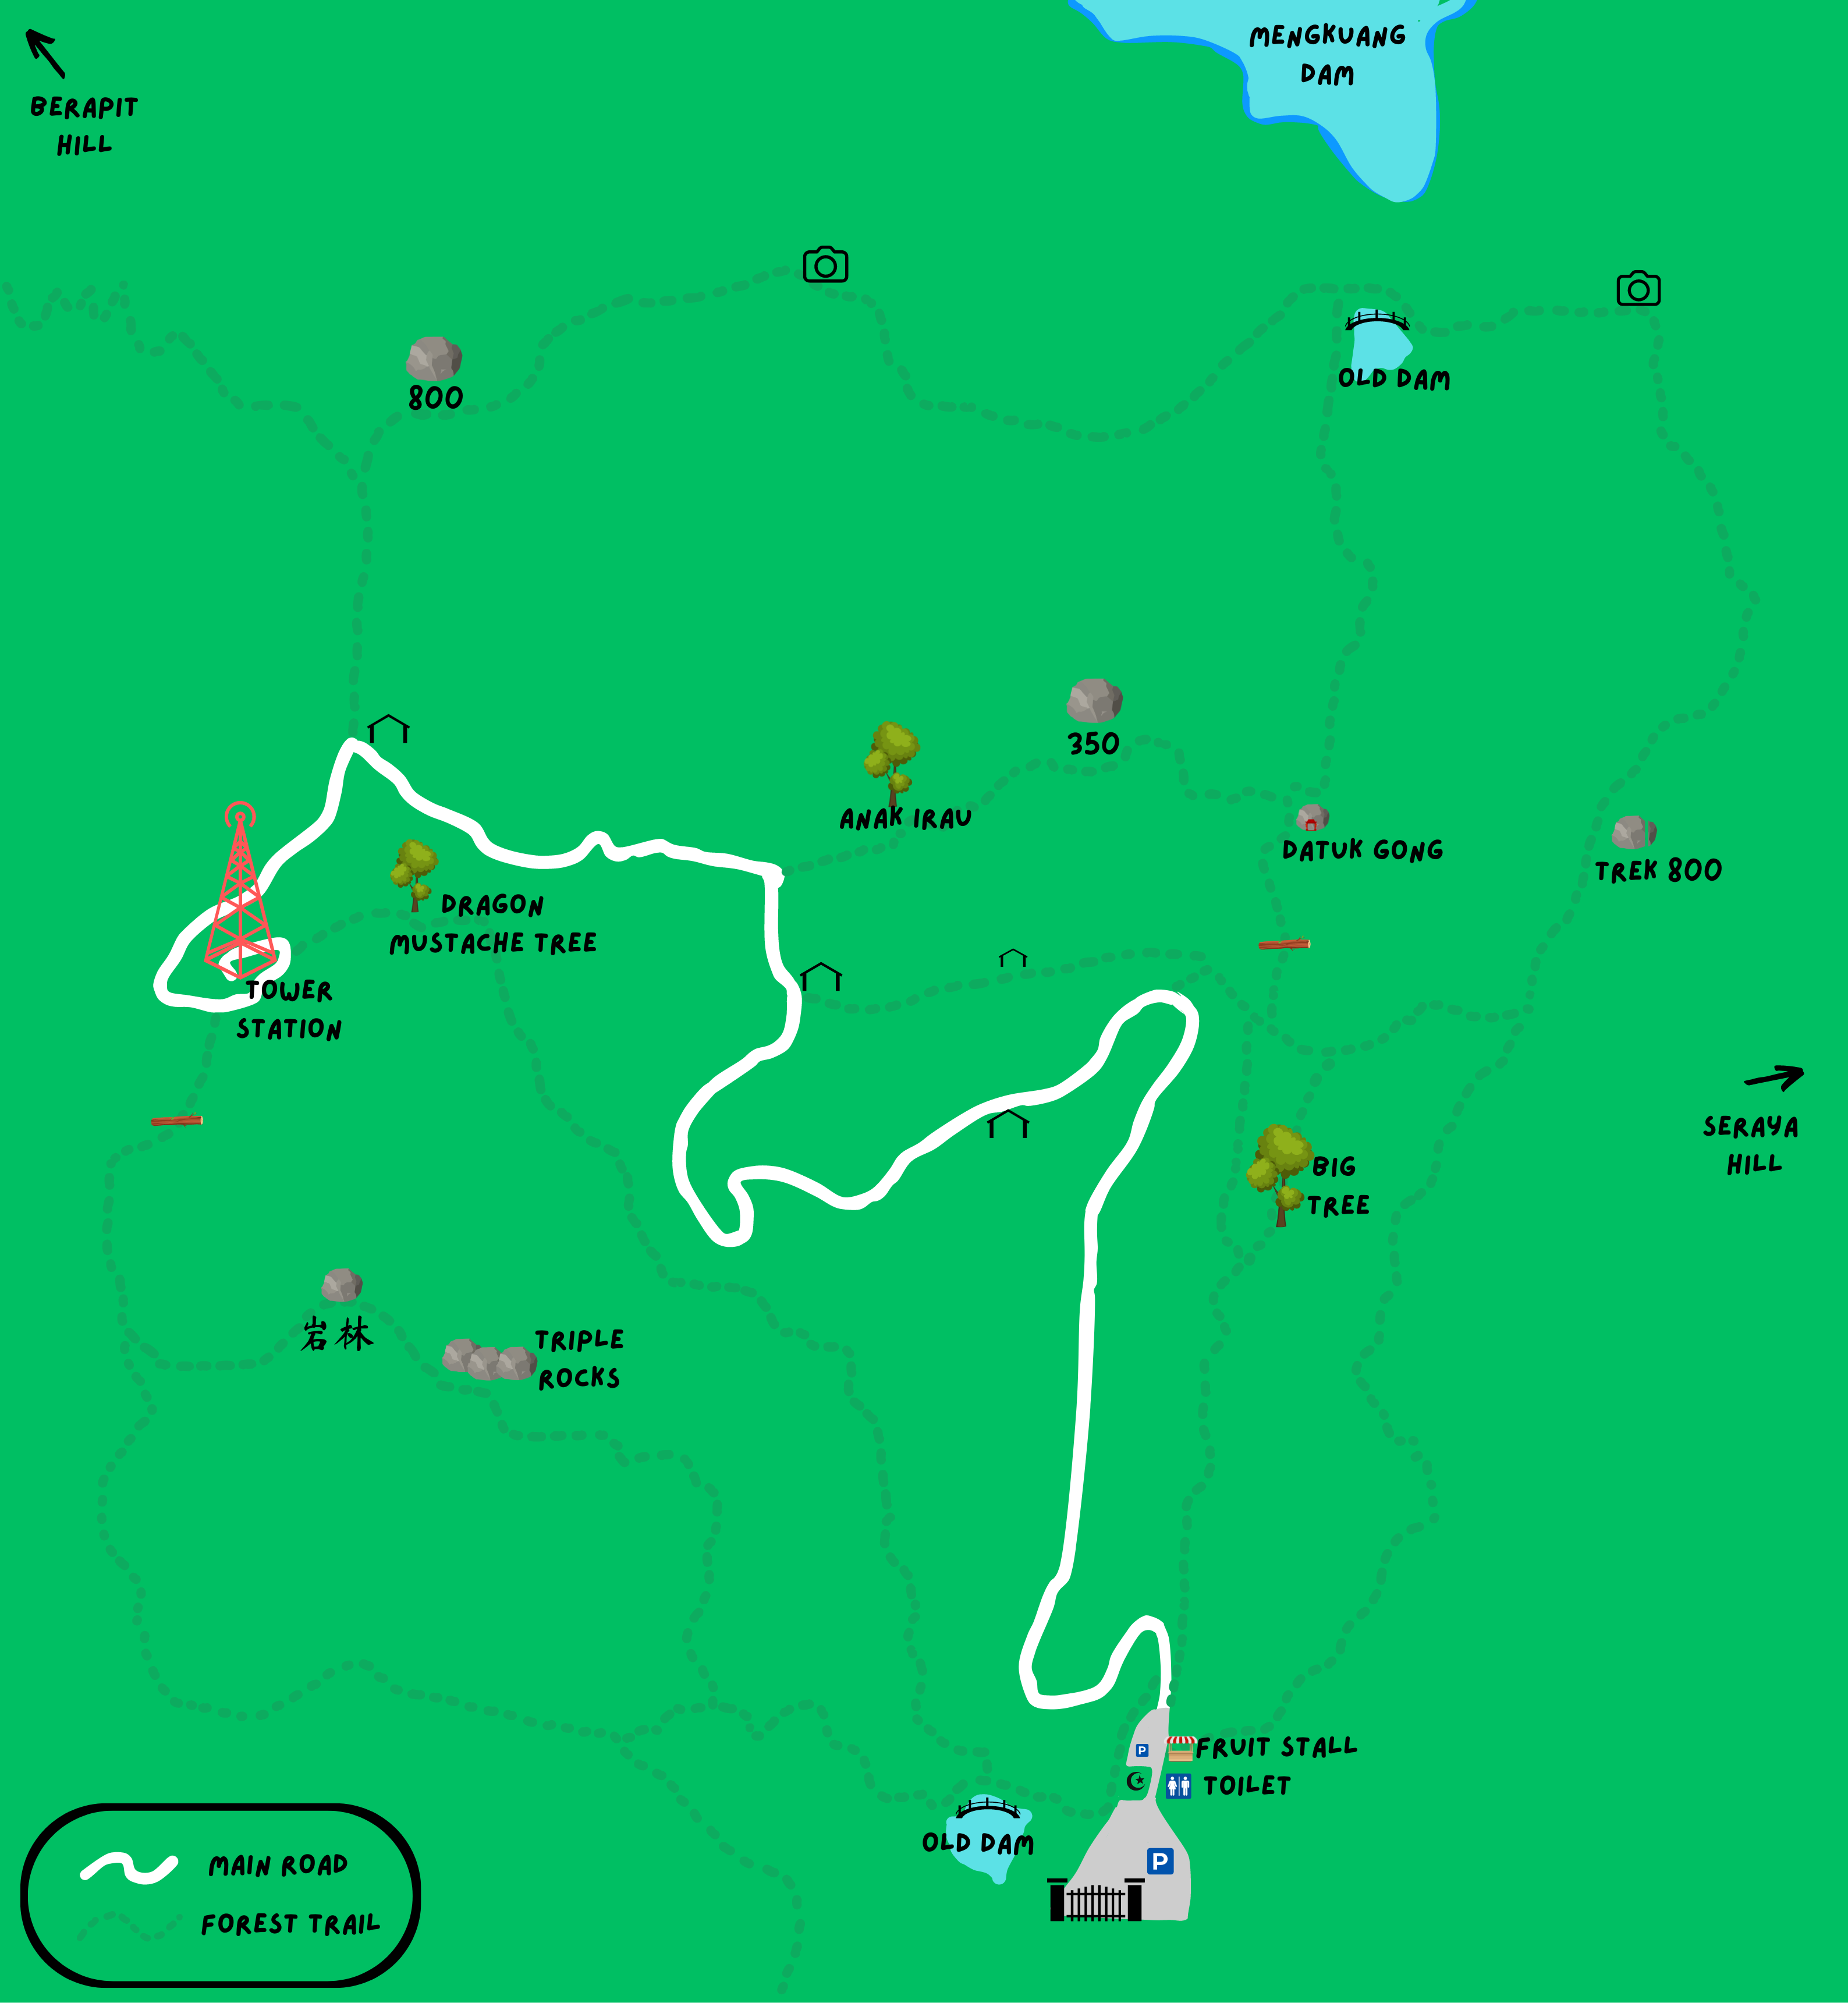 MENGKUANG
DAM
BERAPIT
HILL
OLD DAM
800
350
ANAK IRAU
DATUK GONG
TREK 800
DRAGON
MUSTACHE TREE
TOWER
STATION
SERAYA
HILL
BIG
TREE
岩林
TRIPLE
ROCKS
P
FRUIT STALL
TOILET
OLD DAM
P
MAIN ROAD
FOREST TRAIL